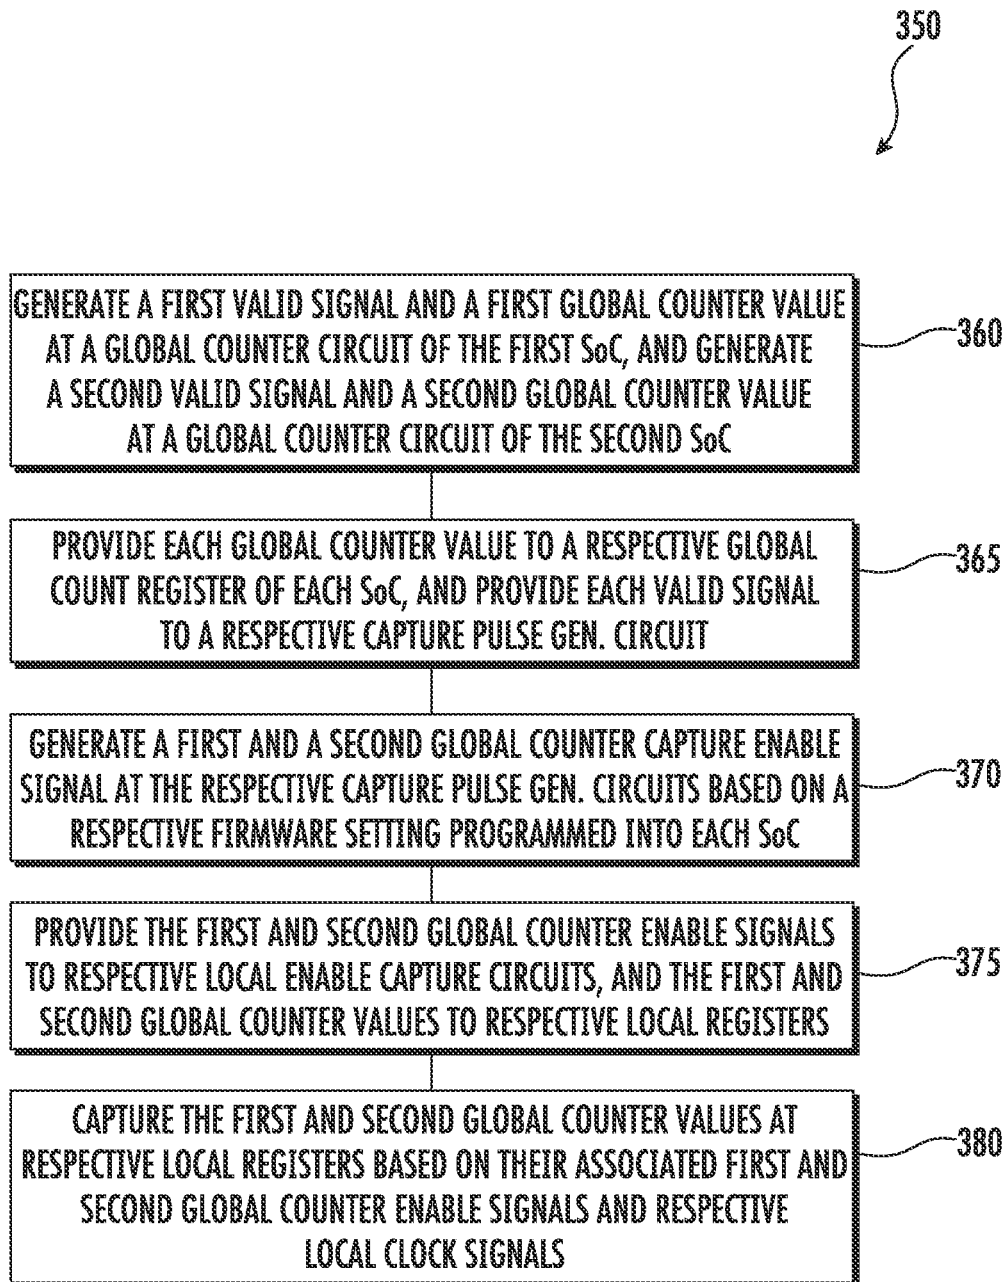 350
GENERATE A FIRST VALID SIGNAL AND A FIRST GLOBAL COUNTER VALUE
AT A GLOBAL COUNTER CIRCUIT OF THE FIRST SoC, AND GENERATE
A SECOND VALID SIGNAL AND A SECOND GLOBAL COUNTER VALUE
AT A GLOBAL COUNTER CIRCUIT OF THE SECOND SoC
360
PROVIDE EACH GLOBAL COUNTER VALUE TO A RESPECTIVE GLOBAL
COUNT REGISTER OF EACH SoC, AND PROVIDE EACH VALID SIGNAL
TO A RESPECTIVE CAPTURE PULSE GEN. CIRCUIT
365
GENERATE A FIRST AND A SECOND GLOBAL COUNTER CAPTURE ENABLE
SIGNAL AT THE RESPECTIVE CAPTURE PULSE GEN. CIRCUITS BASED ON A
RESPECTIVE FIRMWARE SETTING PROGRAMMED INTO EACH SoC
370
PROVIDE THE FIRST AND SECOND GLOBAL COUNTER ENABLE SIGNALS
TO RESPECTIVE LOCAL ENABLE CAPTURE CIRCUITS, AND THE FIRST AND
SECOND GLOBAL COUNTER VALUES TO RESPECTIVE LOCAL REGISTERS
375
CAPTURE THE FIRST AND SECOND GLOBAL COUNTER VALUES AT
RESPECTIVE LOCAL REGISTERS BASED ON THEIR ASSOCIATED FIRST AND
SECOND GLOBAL COUNTER ENABLE SIGNALS AND RESPECTIVE
LOCAL CLOCK SIGNALS
380